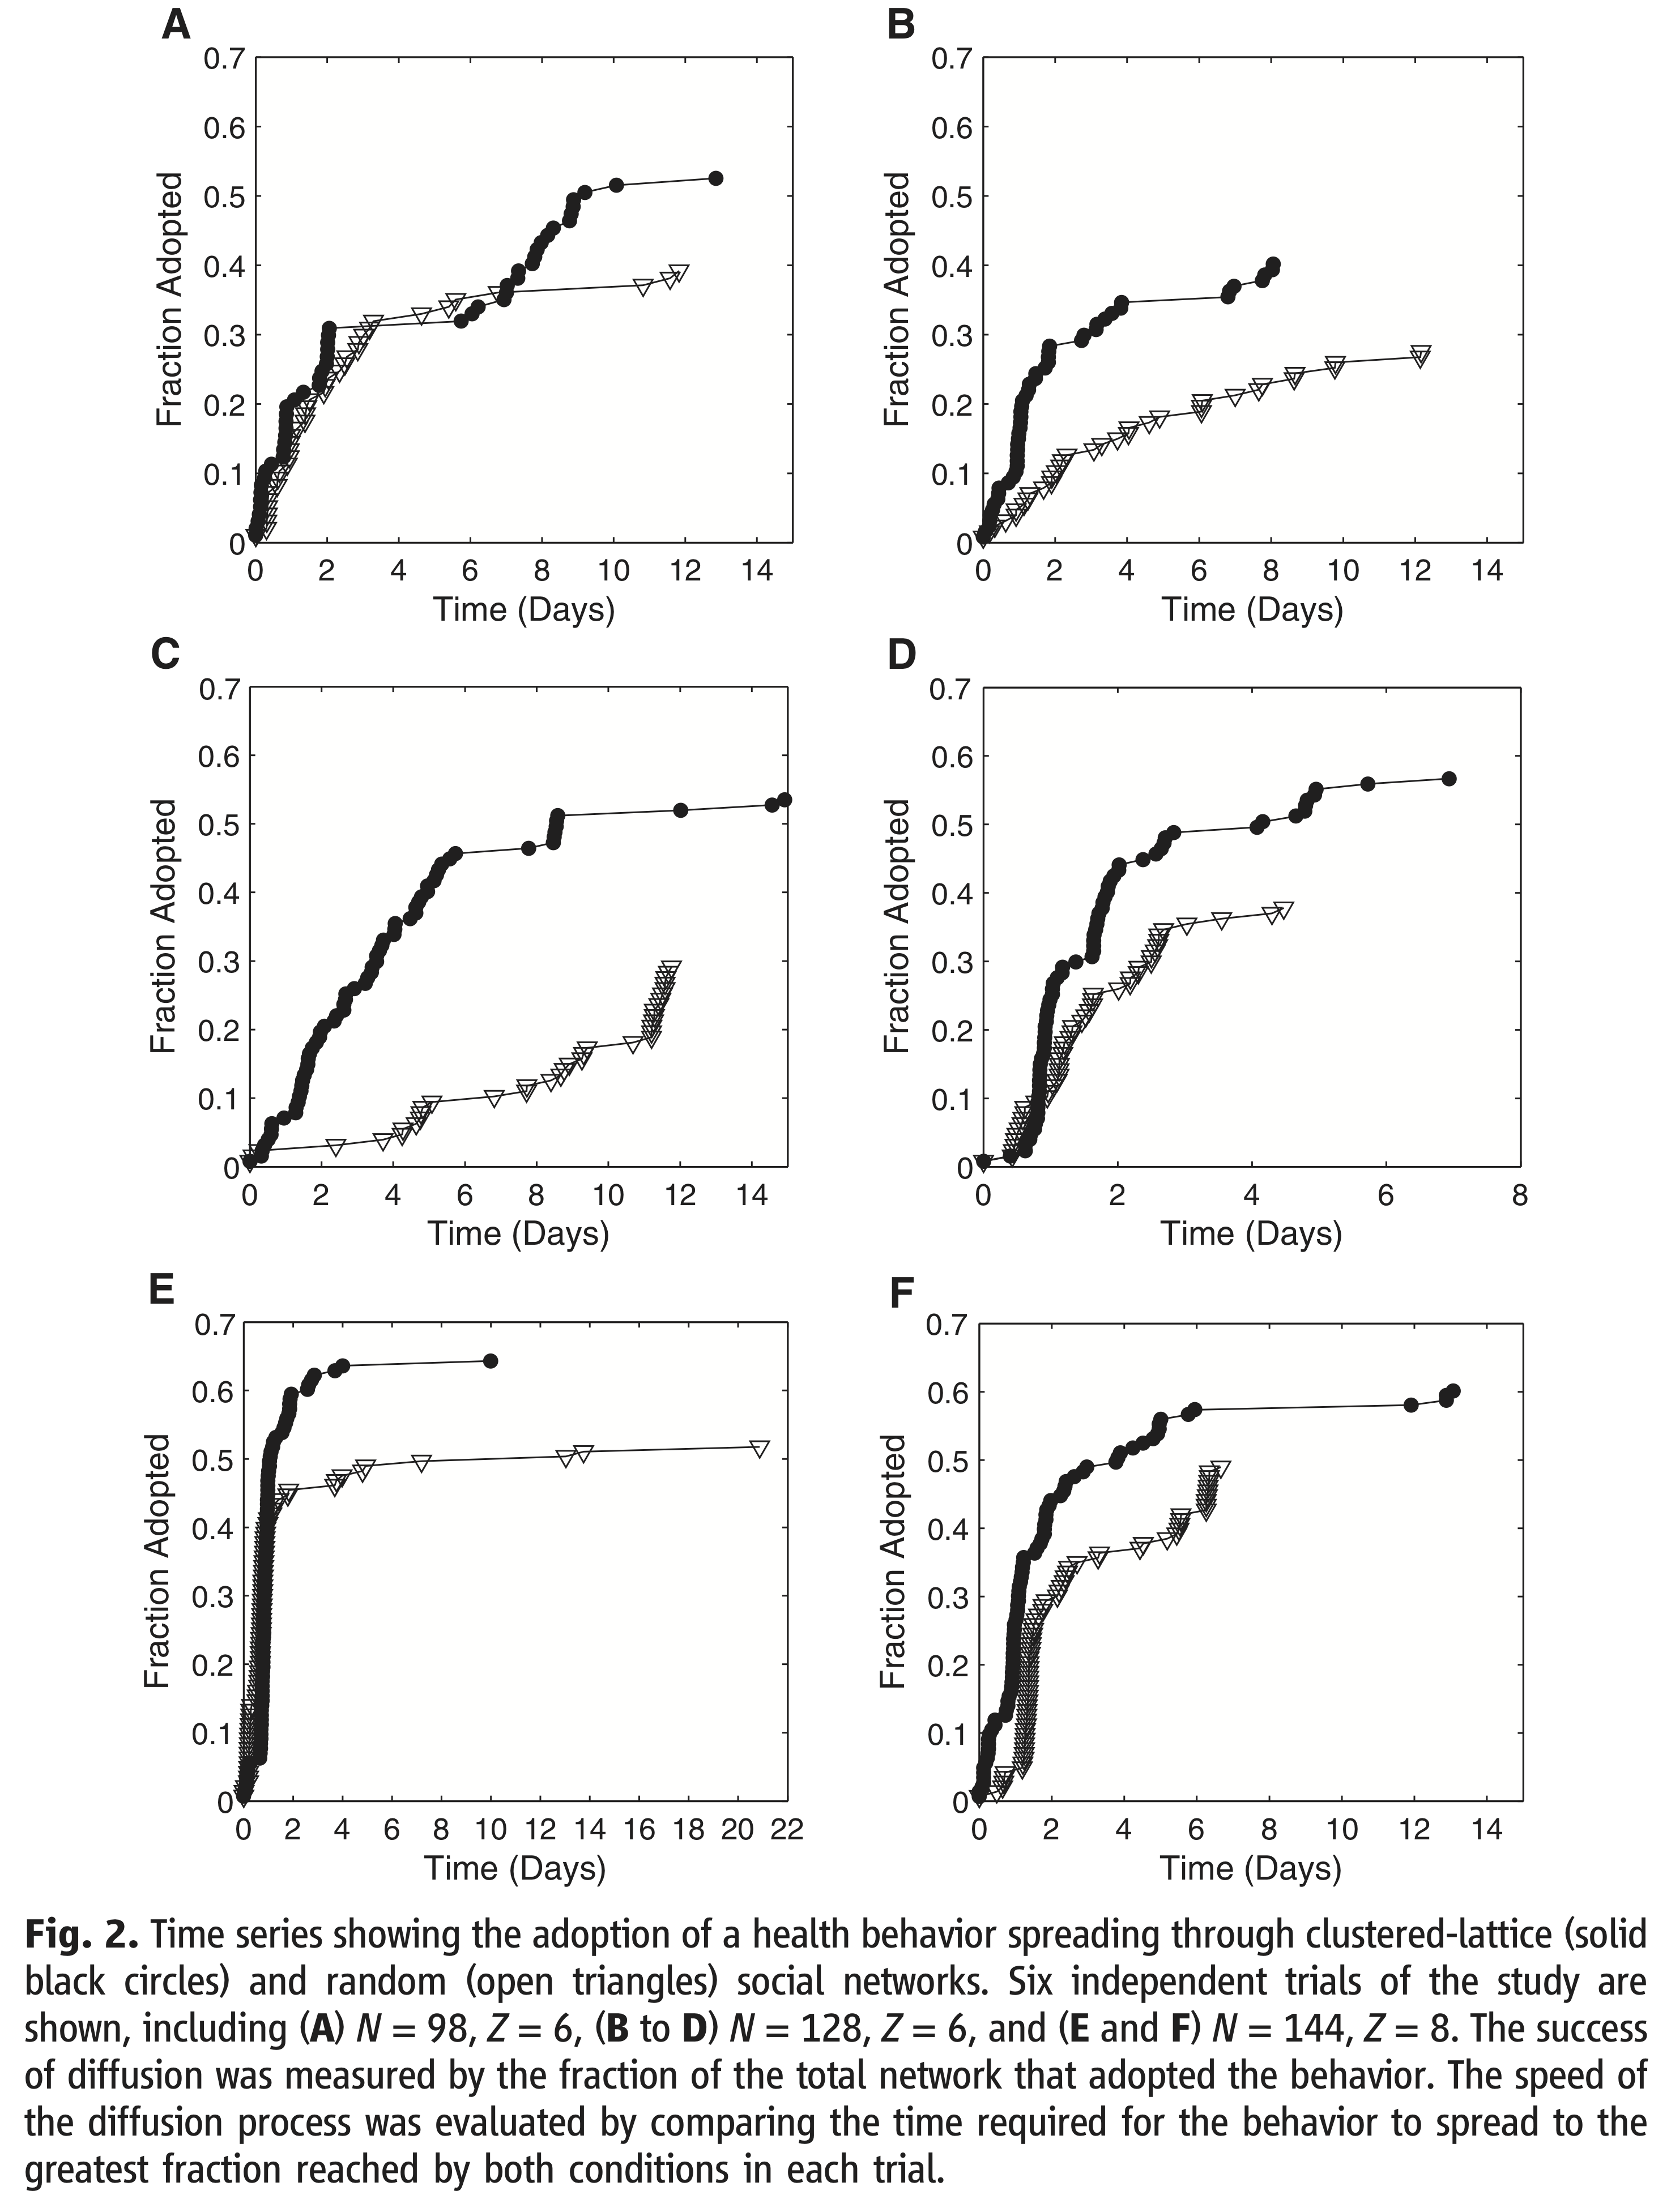 A
B
0.7
0.6
0.5
0.4
0.3
0.2
0.1
0
Fraction Adopted
0 2 4 6 8 10 12 14
Time (Days)
0.7
0.6
0.5
0.4
0.3
0.2
0.1
0
Fraction Adopted
0 2 4 6 8 10 12 14
Time (Days)
C
D
0.7
0.6
0.5
0.4
0.3
0.2
0.1
0
Fraction Adopted
0 2 4 6 8 10 12 14
Time (Days)
0.7
0.6
0.5
0.4
0.3
0.2
0.1
0
Fraction Adopted
0 2 4 6 8
Time (Days)
E
F
0.7
0.6
0.5
0.4
0.3
0.2
0.1
0
Fraction Adopted
0 2 4 6 8 10 12 14 16 18 20 22
Time (Days)
0.7
0.6
0.5
0.4
0.3
0.2
0.1
0
Fraction Adopted
0 2 4 6 8 10 12 14
Time (Days)
Fig. 2. Time series showing the adoption of a health behavior spreading through clustered-lattice (solid
black circles) and random (open triangles) social networks. Six independent trials of the study are
shown, including (A) N = 98, Z = 6, (B to D) N = 128, Z = 6, and (E and F) N = 144, Z = 8. The success
of diffusion was measured by the fraction of the total network that adopted the behavior. The speed of
the diffusion process was evaluated by comparing the time required for the behavior to spread to the
greatest fraction reached by both conditions in each trial.